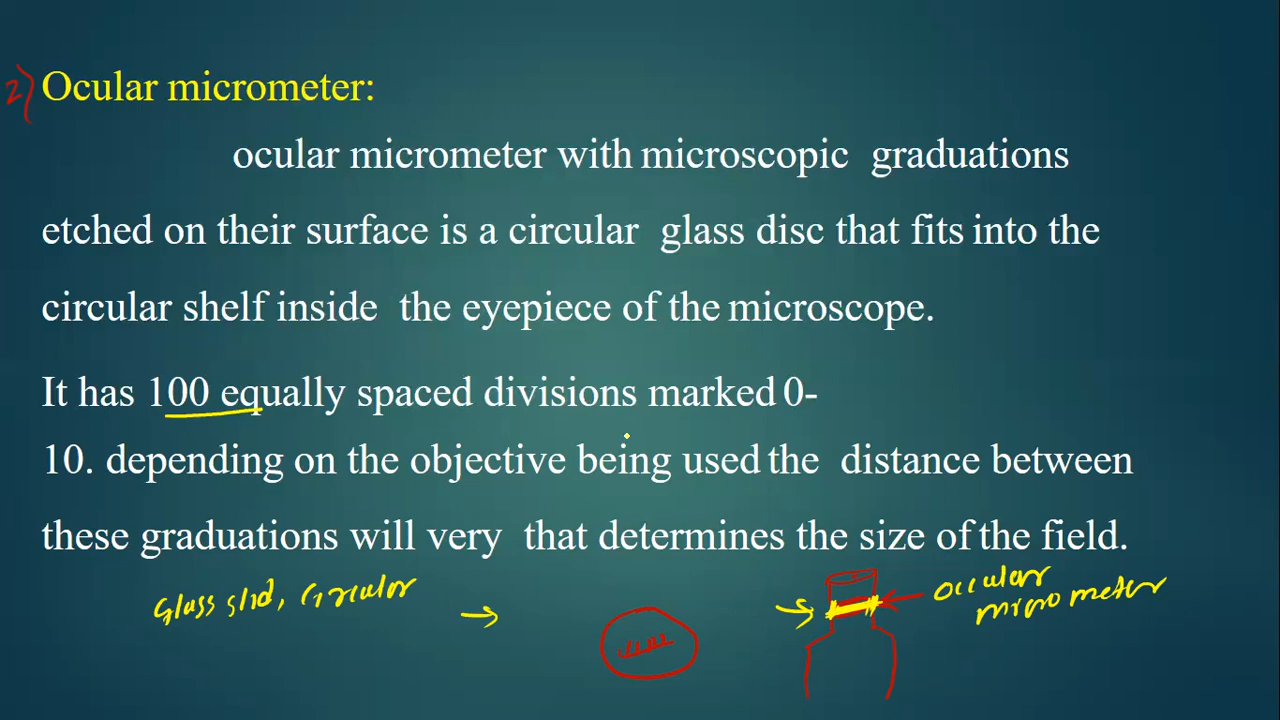 2) Ocular micrometer:
ocular micrometer with microscopic graduations
etched on their surface is a circular glass disc that fits into the
circular shelf inside the eyepiece of the microscope.
It has 100 equally spaced divisions marked 0-
10. depending on the objective being used the distance between
these graduations will very that determines the size of the field.
Glass slid, Circular
occular
micrometer